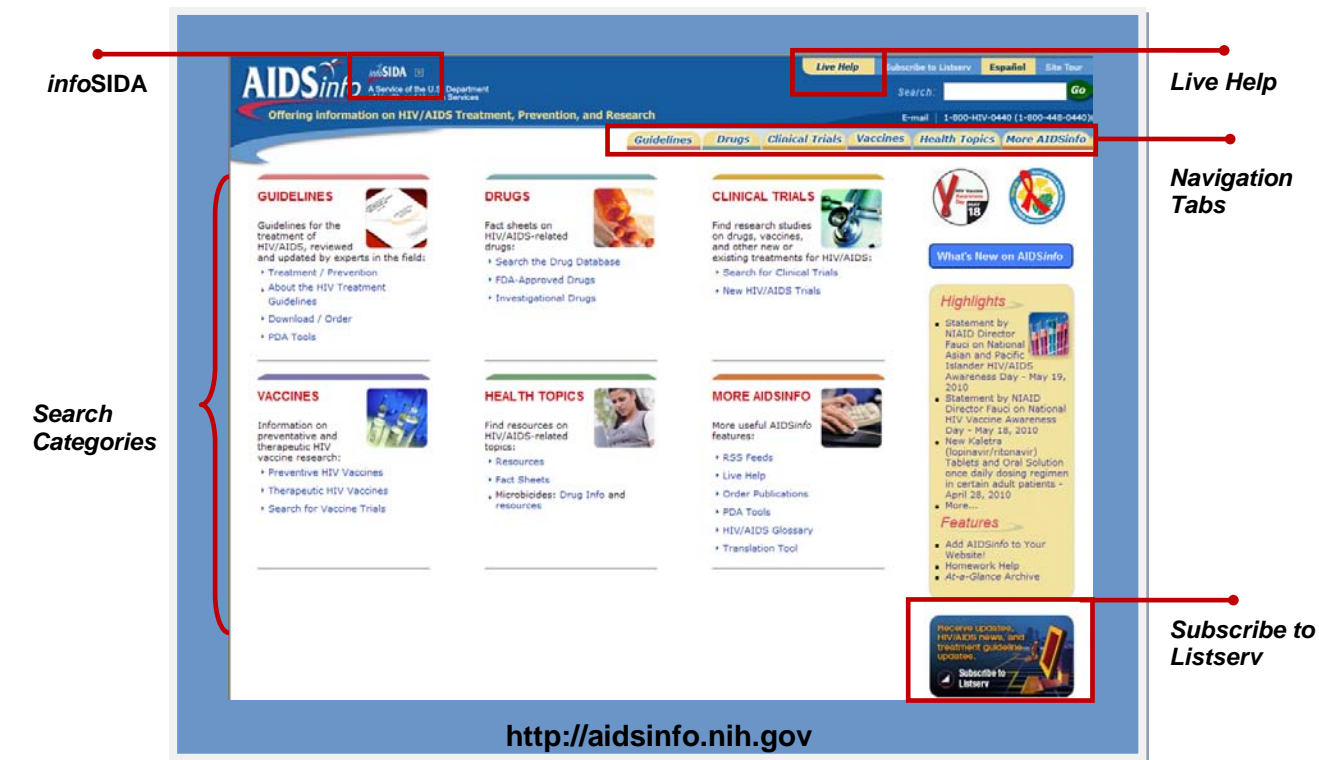 infoSIDA
Live Help
Navigation
Tabs
Search
Categories
Subscribe to
Listserv
AIDSinfo
infoSIDA
A Service of the U.S. Department
Services
Offering information on HIV/AIDS Treatment, Prevention, and Research
Live Help Subscribe to Listserv Español Site Tour
Search: Go
E-mail | 1-800-HIV-0440 (1-800-448-0440)
Guidelines Drugs Clinical Trials Vaccines Health Topics More AIDSinfo
GUIDELINES
Guidelines for the
treatment of
HIV/AIDS, reviewed
and updated by experts in the field:
Treatment / Prevention
About the HIV Treatment
Guidelines
Download / Order
PDA Tools
DRUGS
Fact sheets on
HIV/AIDS-related
drugs:
Search the Drug Database
FDA-Approved Drugs
Investigational Drugs
CLINICAL TRIALS
Find research studies
on drugs, vaccines,
and other new or
existing treatments for HIV/AIDS:
Search for Clinical Trials
New HIV/AIDS Trials
VACCINES
Information on
preventative and
therapeutic HIV
vaccine research:
Preventive HIV Vaccines
Therapeutic HIV Vaccines
Search for Vaccine Trials
HEALTH TOPICS
Find resources on
HIV/AIDS-related
topics:
Resources
Fact Sheets
Microbicides: Drug Info and
resources
MORE AIDSINFO
More useful AIDSinfo
features:
RSS Feeds
Live Help
Order Publications
PDA Tools
HIV/AIDS Glossary
Translation Tool
HIV Vaccine
Awareness
Day
MAY
18
What's New on AIDSinfo
Highlights
Statement by
NIAID Director
Fauci on National
Asian and Pacific
Islander HIV/AIDS
Awareness Day - May 19,
2010
Statement by NIAID
Director Fauci on National
HIV Vaccine Awareness
Day - May 18, 2010
New Kaletra
(lopinavir/ritonavir)
Tablets and Oral Solution
once daily dosing regimen
in certain adult patients -
April 28, 2010
More...
Features
Add AIDSinfo to Your
Website!
Homework Help
At-a-Glance Archive
Receive updates,
HIV/AIDS news, and
treatment guideline
updates.
Subscribe to
Listserv
http://aidsinfo.nih.gov